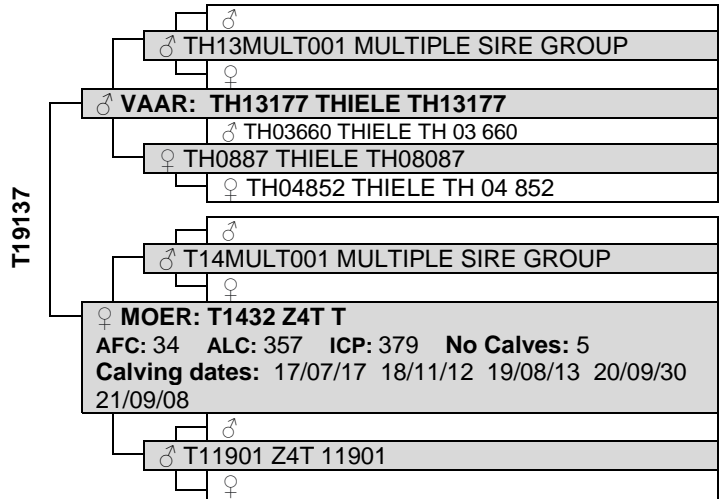 ♂
♂ TH13MULT001 MULTIPLE SIRE GROUP
♀
♂ VAAR: TH13177 THIELE TH13177
♂ TH03660 THIELE TH 03 660
♀ TH0887 THIELE TH08087
♀ TH04852 THIELE TH 04 852
T19137
♂
♂ T14MULT001 MULTIPLE SIRE GROUP
♀
♀ MOER: T1432 Z4T T
AFC: 34 ALC: 357 ICP: 379 No Calves: 5
Calving dates: 17/07/17 18/11/12 19/08/13 20/09/30
21/09/08
♂
♂ T11901 Z4T 11901
♀